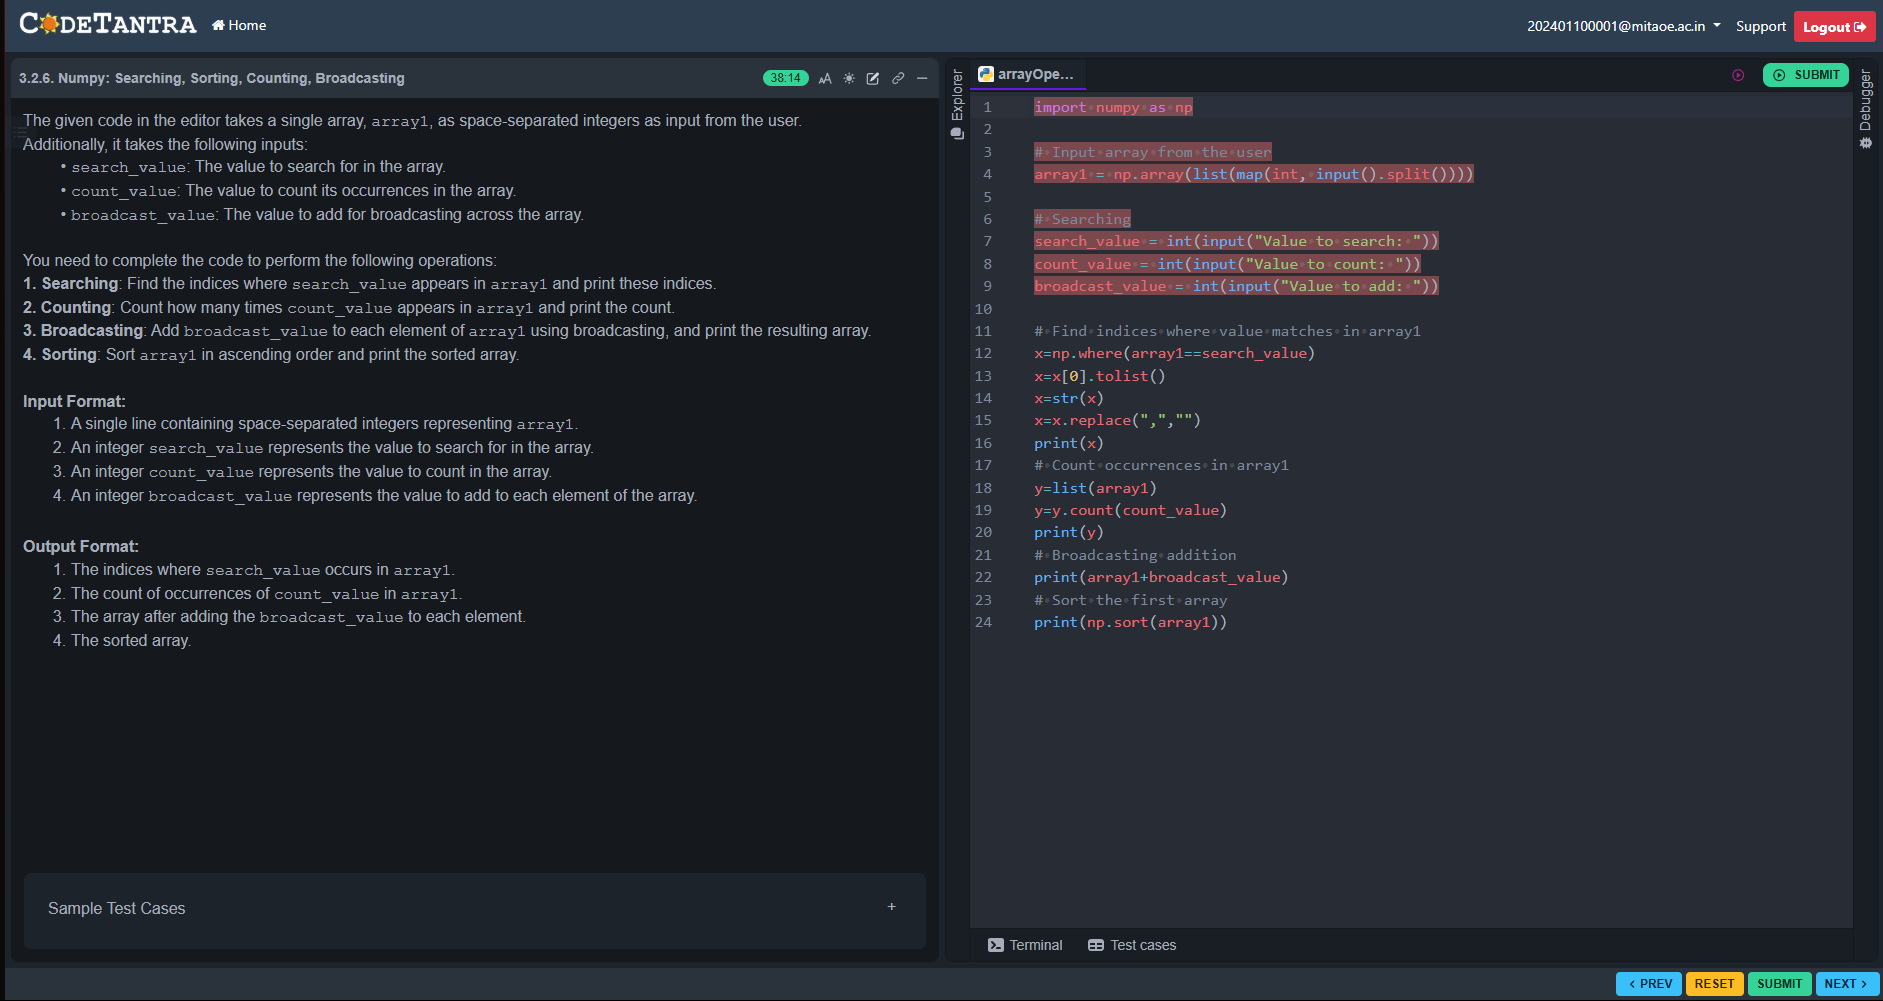 CODETANTRA Home
202401100001@mitaoe.ac.in Support Logout
3.2.6. Numpy: Searching, Sorting, Counting, Broadcasting
38:14
The given code in the editor takes a single array, array1, as space-separated integers as input from the user.
Additionally, it takes the following inputs:
• search_value: The value to search for in the array.
• count_value: The value to count its occurrences in the array.
• broadcast_value: The value to add for broadcasting across the array.
You need to complete the code to perform the following operations:
1. Searching: Find the indices where search_value appears in array1 and print these indices.
2. Counting: Count how many times count_value appears in array1 and print the count.
3. Broadcasting: Add broadcast_value to each element of array1 using broadcasting, and print the resulting array.
4. Sorting: Sort array1 in ascending order and print the sorted array.
Input Format:
1. A single line containing space-separated integers representing array1.
2. An integer search_value represents the value to search for in the array.
3. An integer count_value represents the value to count in the array.
4. An integer broadcast_value represents the value to add to each element of the array.
Output Format:
1. The indices where search_value occurs in array1.
2. The count of occurrences of count_value in array1.
3. The array after adding the broadcast_value to each element.
4. The sorted array.
Sample Test Cases +
Explorer
arrayOpe...
SUBMIT
Debugger
1 import numpy as np
2
3 # Input array from the user
4 array1 = np.array(list(map(int, input().split())))
5
6 # Searching
7 search_value = int(input("Value to search: "))
8 count_value = int(input("Value to count: "))
9 broadcast_value = int(input("Value to add: "))
10
11 # Find indices where value matches in array1
12 x=np.where(array1==search_value)
13 x=x[0].tolist()
14 x=str(x)
15 x=x.replace(",","")
16 print(x)
17 # Count occurrences in array1
18 y=list(array1)
19 y=y.count(count_value)
20 print(y)
21 # Broadcasting addition
22 print(array1+broadcast_value)
23 # Sort the first array
24 print(np.sort(array1))
Terminal Test cases
< PREV RESET SUBMIT NEXT >